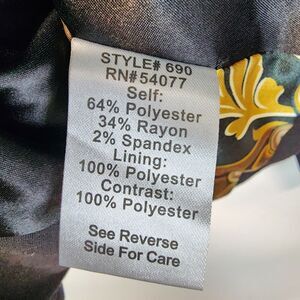 STYLE# 690
RN#54077
Self:
64% Polyester
34% Rayon
2% Spandex
Lining:
100% Polyester
Contrast:
100% Polyester
See Reverse
Side For Care